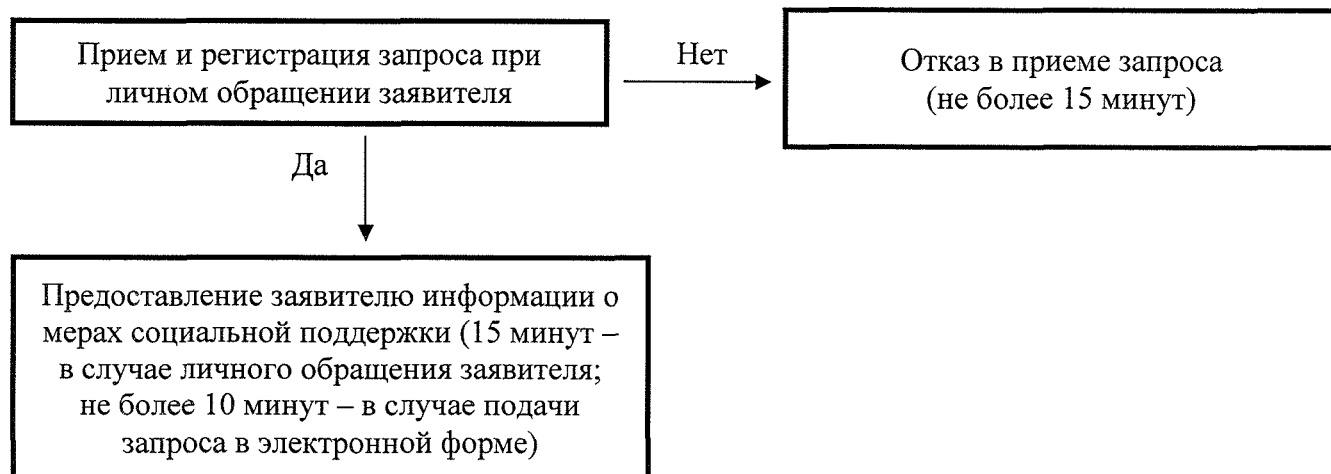 Прием и регистрация запроса при
личном обращении заявителя
Нет
Отказ в приеме запроса
(не более 15 минут)
Да
Предоставление заявителю информации о
мерах социальной поддержки (15 минут –
в случае личного обращения заявителя;
не более 10 минут – в случае подачи
запроса в электронной форме)